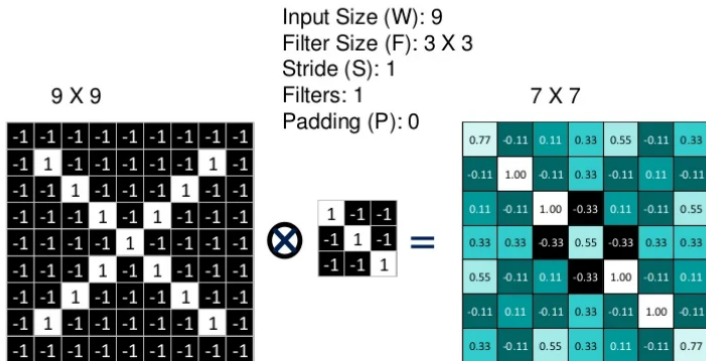 Input Size (W): 9
Filter Size (F): 3 X 3
Stride (S): 1
Filters: 1
Padding (P): 0
9 X 9
-1 -1 -1 -1 -1 -1 -1 -1 -1
-1 1 -1 -1 -1 -1 -1 1 -1
-1 -1 1 -1 -1 -1 1 -1 -1
-1 -1 -1 1 -1 1 -1 -1 -1
-1 -1 -1 -1 1 -1 -1 -1 -1
-1 -1 -1 1 -1 1 -1 -1 -1
-1 -1 1 -1 -1 -1 1 -1 -1
-1 1 -1 -1 -1 -1 -1 1 -1
-1 -1 -1 -1 -1 -1 -1 -1 -1
⊗
1 -1 -1
-1 1 -1
-1 -1 1
=
7 X 7
0.77 -0.11 0.11 0.33 0.55 -0.11 0.33
-0.11 1.00 -0.11 0.33 -0.11 0.11 -0.11
0.11 -0.11 1.00 -0.33 0.11 -0.11 0.55
0.33 0.33 -0.33 0.55 -0.33 0.33 0.33
0.55 -0.11 0.11 -0.33 1.00 -0.11 0.11
-0.11 0.11 -0.11 0.33 -0.11 1.00 -0.11
0.33 -0.11 0.55 0.33 0.11 -0.11 0.77